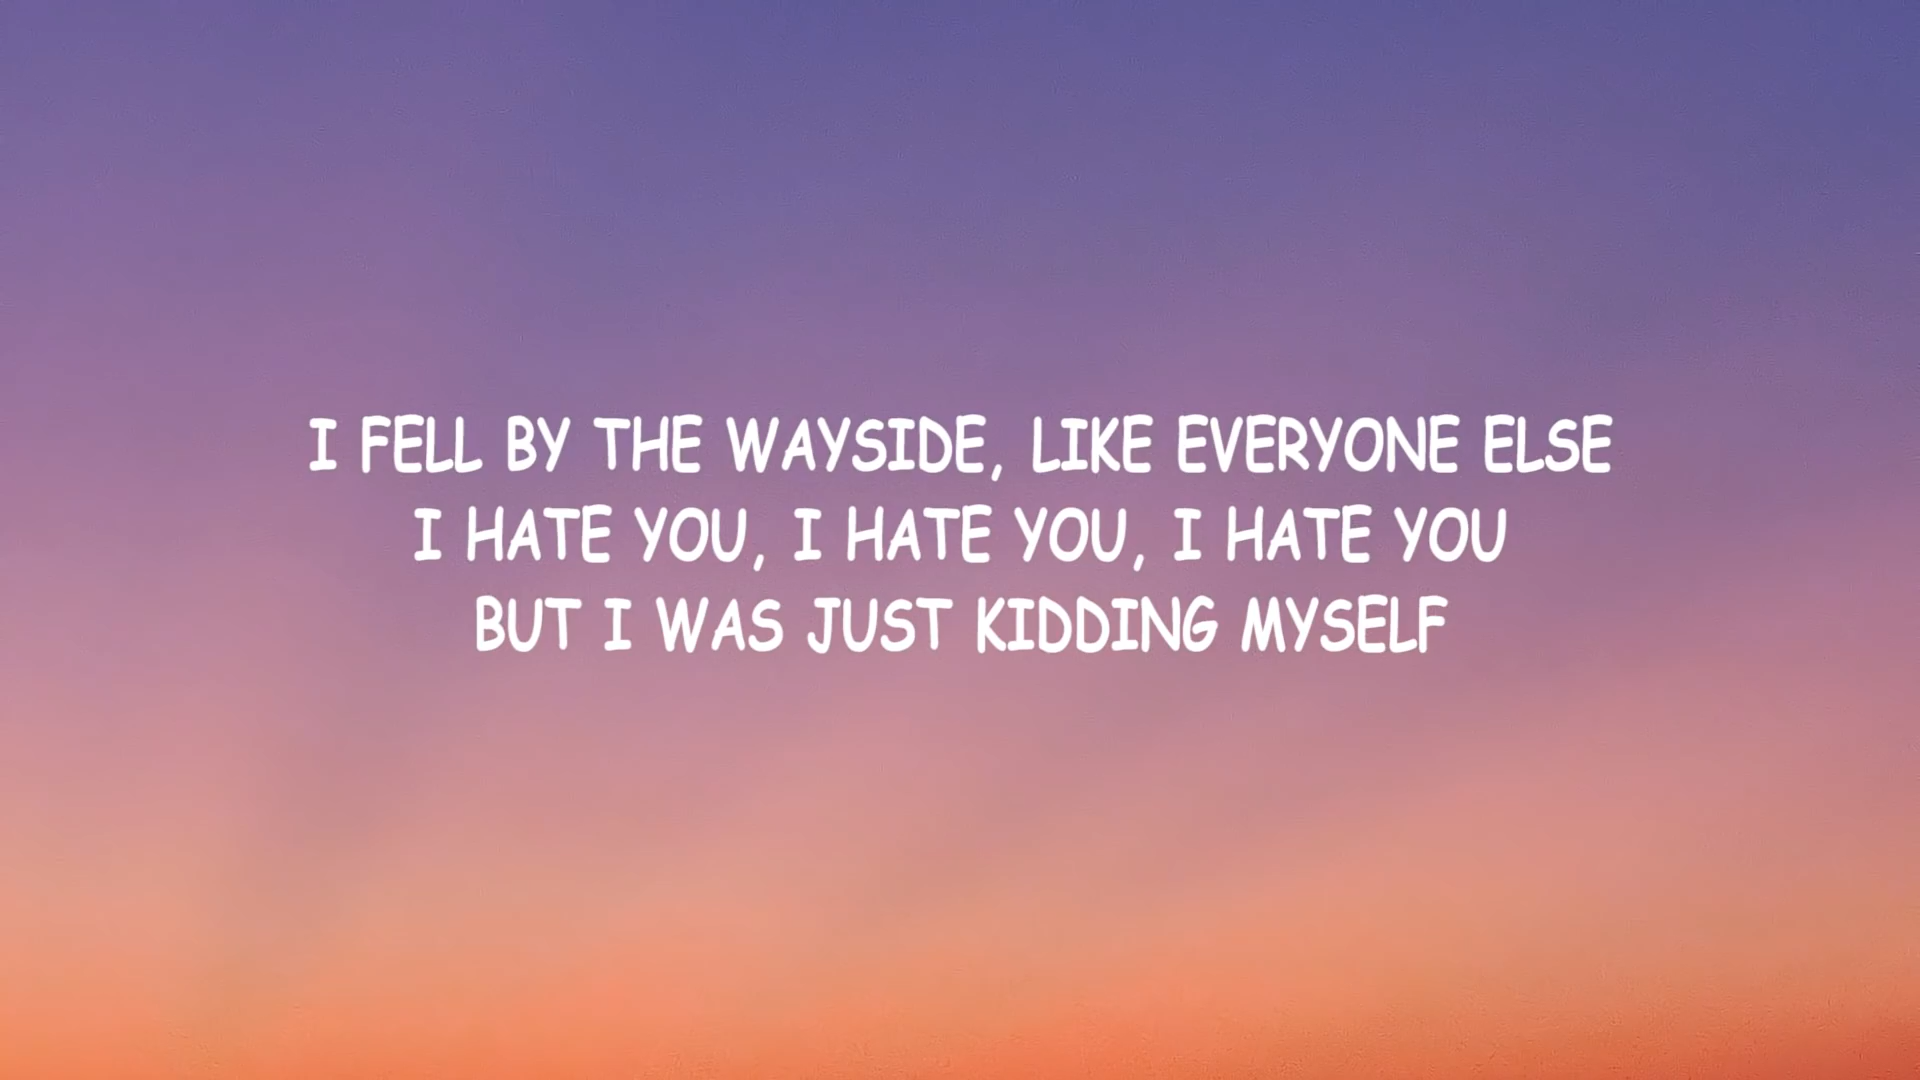 I FELL BY THE WAYSIDE, LIKE EVERYONE ELSE
I HATE YOU, I HATE YOU, I HATE YOU
BUT I WAS JUST KIDDING MYSELF